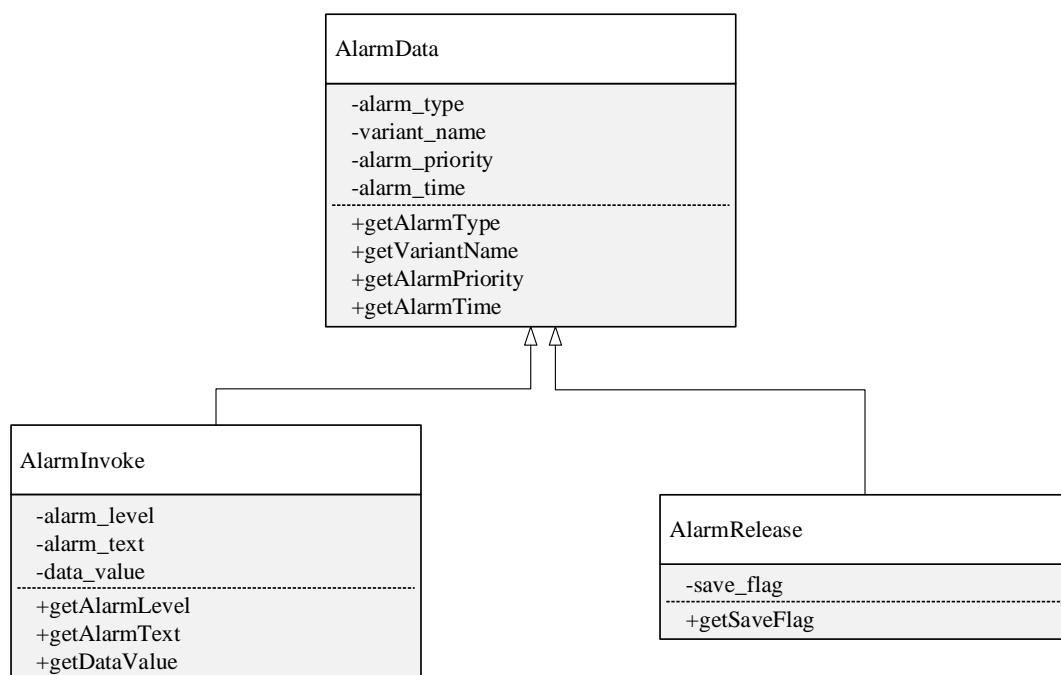 AlarmData
-alarm_type
-variant_name
-alarm_priority
-alarm_time
+getAlarmType
+getVariantName
+getAlarmPriority
+getAlarmTime
AlarmInvoke
-alarm_level
-alarm_text
-data_value
+getAlarmLevel
+getAlarmText
+getDataValue
AlarmRelease
-save_flag
+getSaveFlag